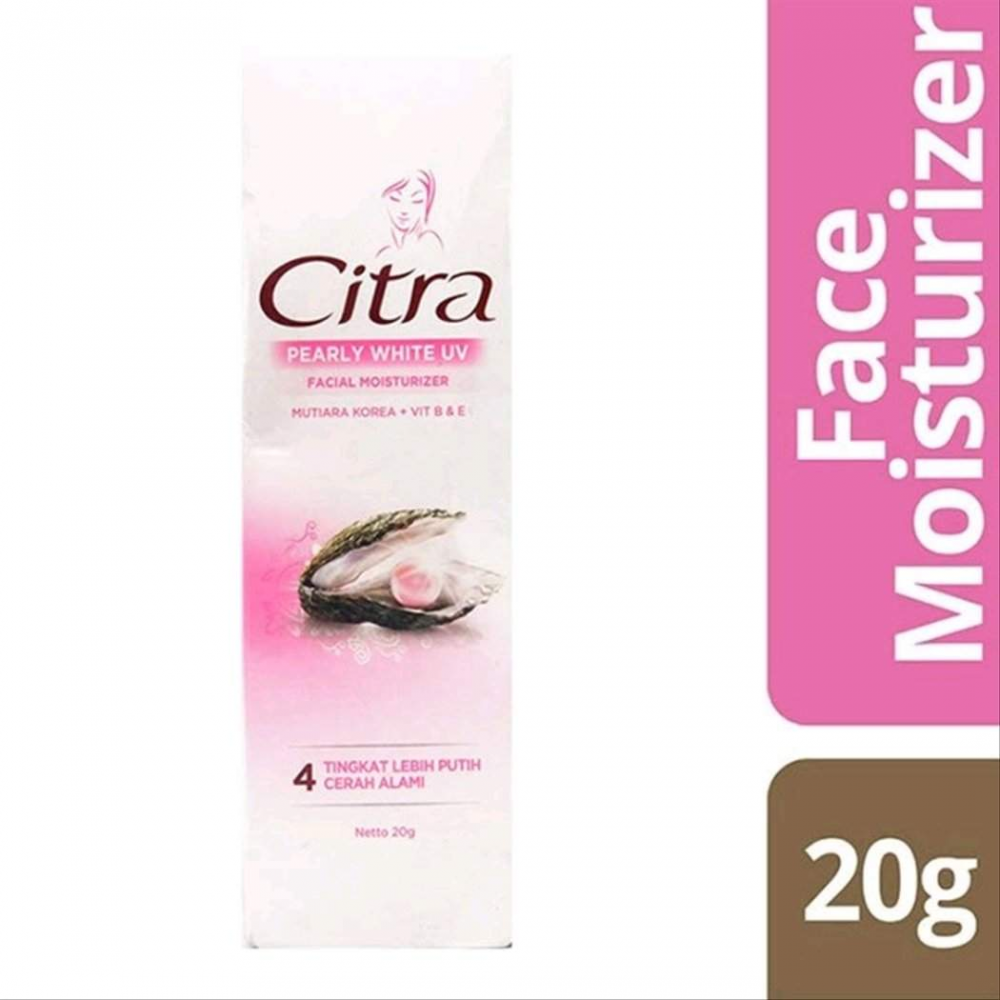 Citra
PEARLY WHITE UV
FACIAL MOISTURIZER
MUTIARA KOREA + VIT B & E
4 TINGKAT LEBIH PUTIH
CERAH ALAMI
Netto 20g
Face
Moisturizer
20g